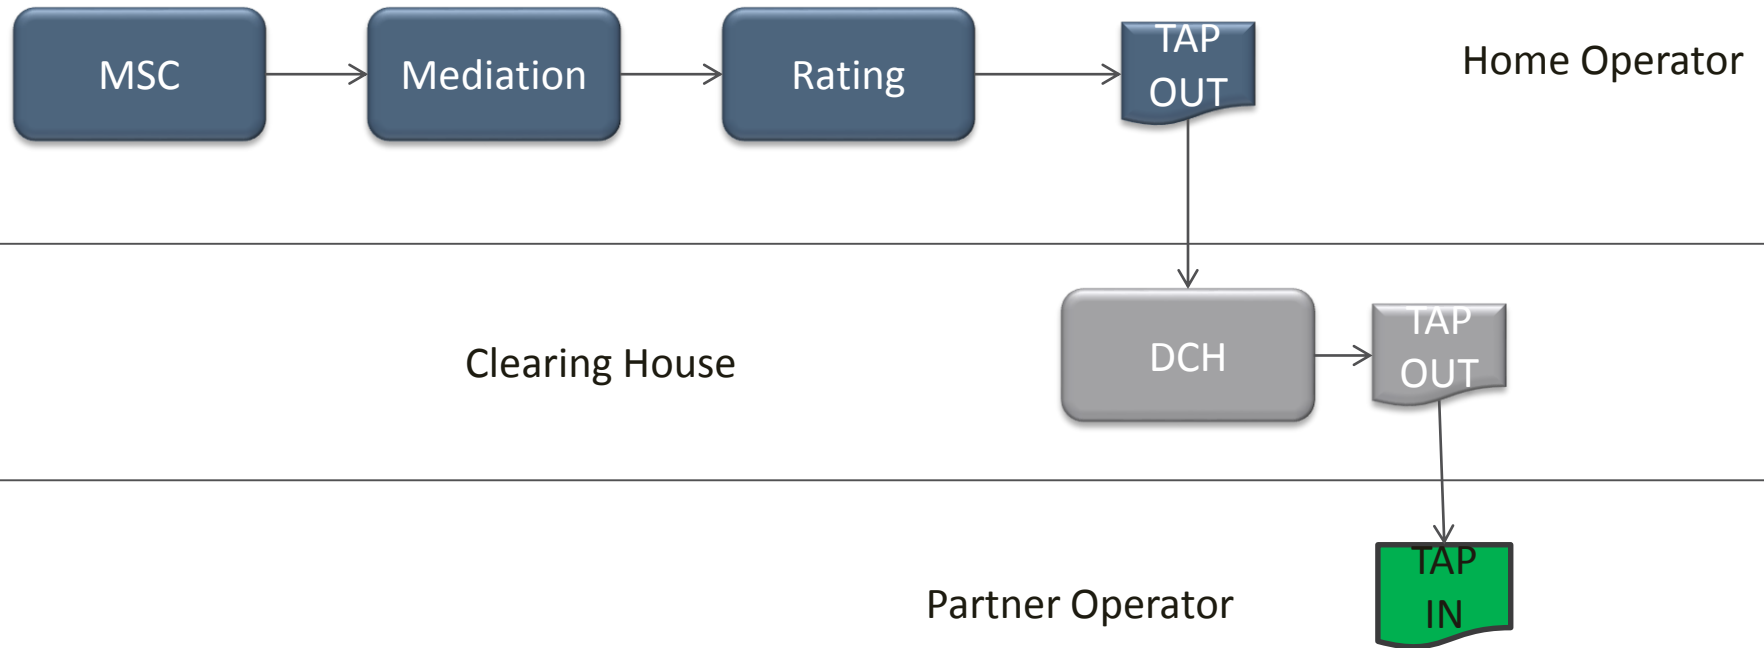 MSC
Mediation
Rating
TAP
OUT
Home Operator
Clearing House
DCH
TAP
OUT
Partner Operator
TAP
IN